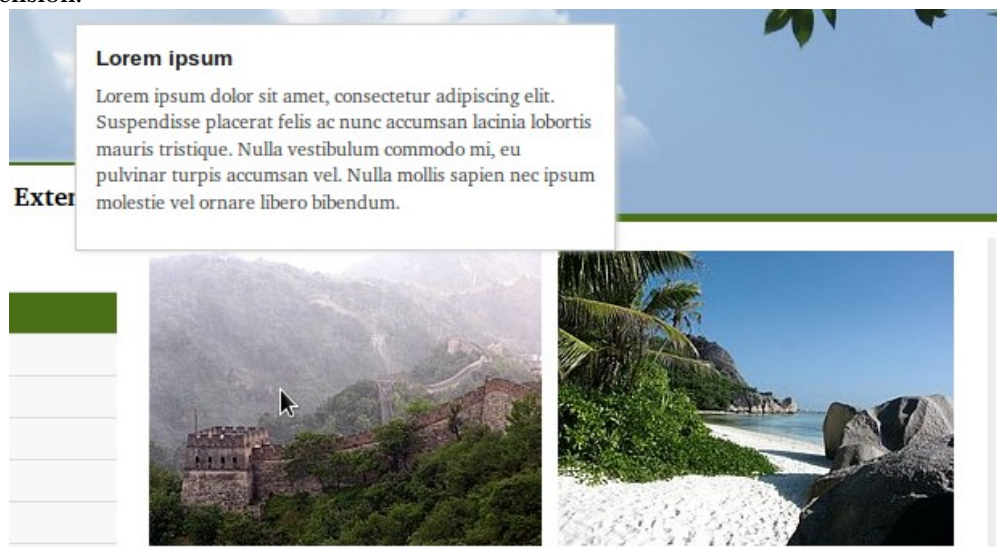 ension.
Lorem ipsum
Lorem ipsum dolor sit amet, consectetur adipiscing elit.
Suspendisse placerat felis ac nunc accumsan lacinia lobortis
mauris tristique. Nulla vestibulum commodo mi, eu
pulvinar turpis accumsan vel. Nulla mollis sapien nec ipsum
molestie vel ornare libero bibendum.
Exter